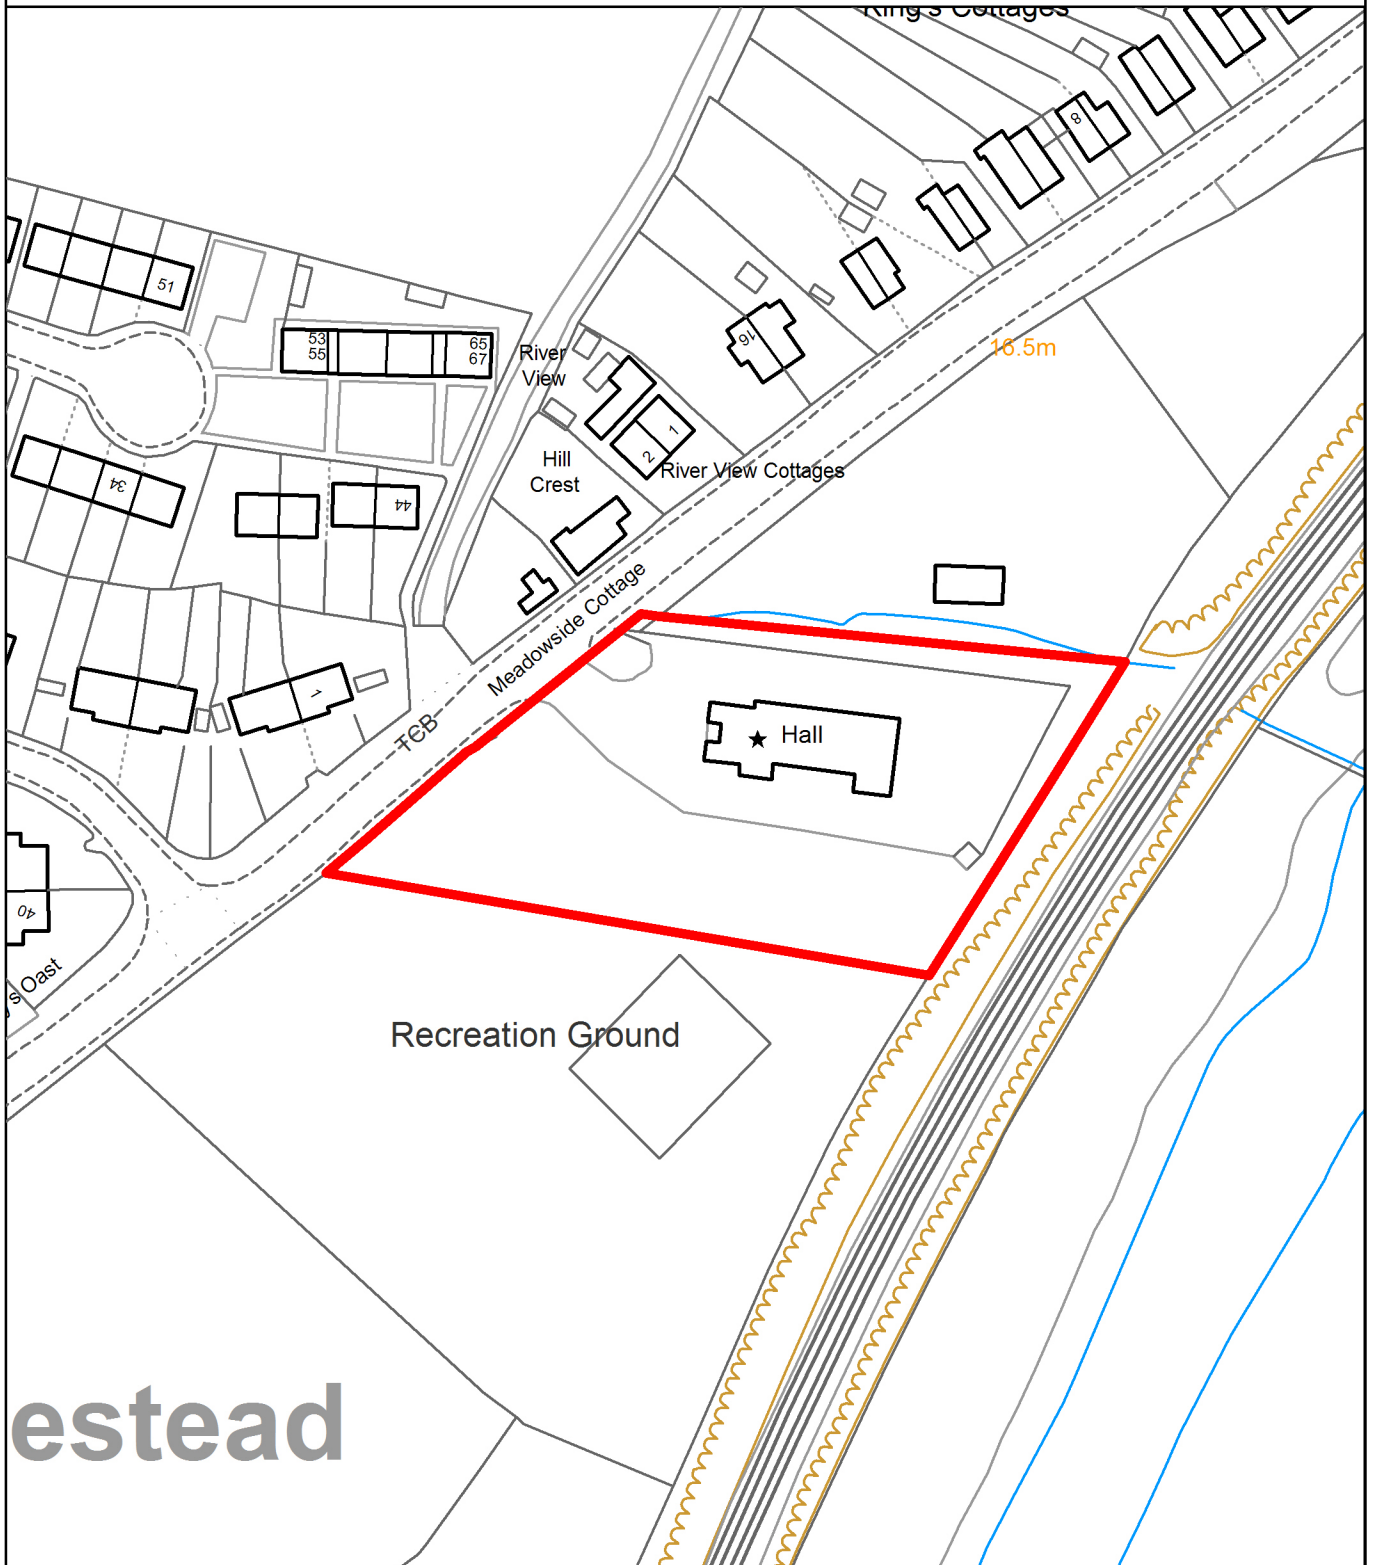 King's Cottages
8
51
53
55
65
67
River
View
16
16.5m
1
2
River View Cottages
Hill
Crest
34
44
Meadowside Cottage
1
TCB
Hall
40
's Oast
Recreation Ground
estead